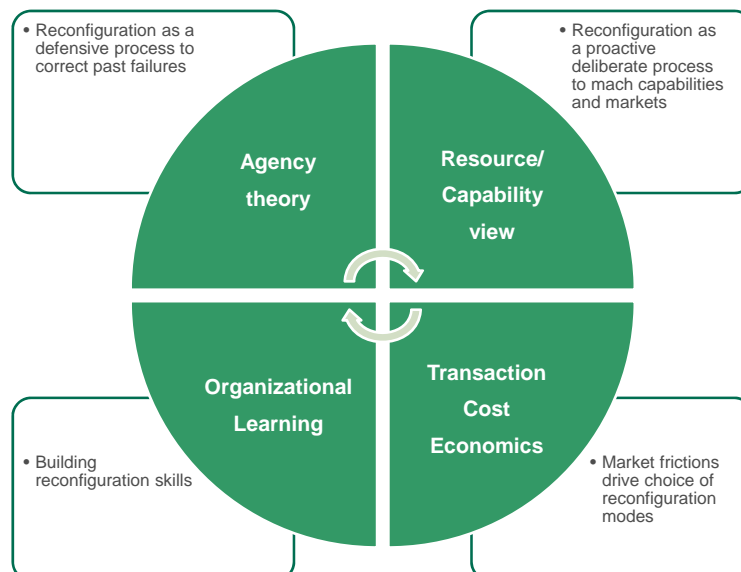 • Reconfiguration as a
defensive process to
correct past failures
• Reconfiguration as
a proactive
deliberate process
to mach capabilities
and markets
Agency
theory
Resource/
Capability
view
Organizational
Learning
Transaction
Cost
Economics
• Building
reconfiguration skills
• Market frictions
drive choice of
reconfiguration
modes